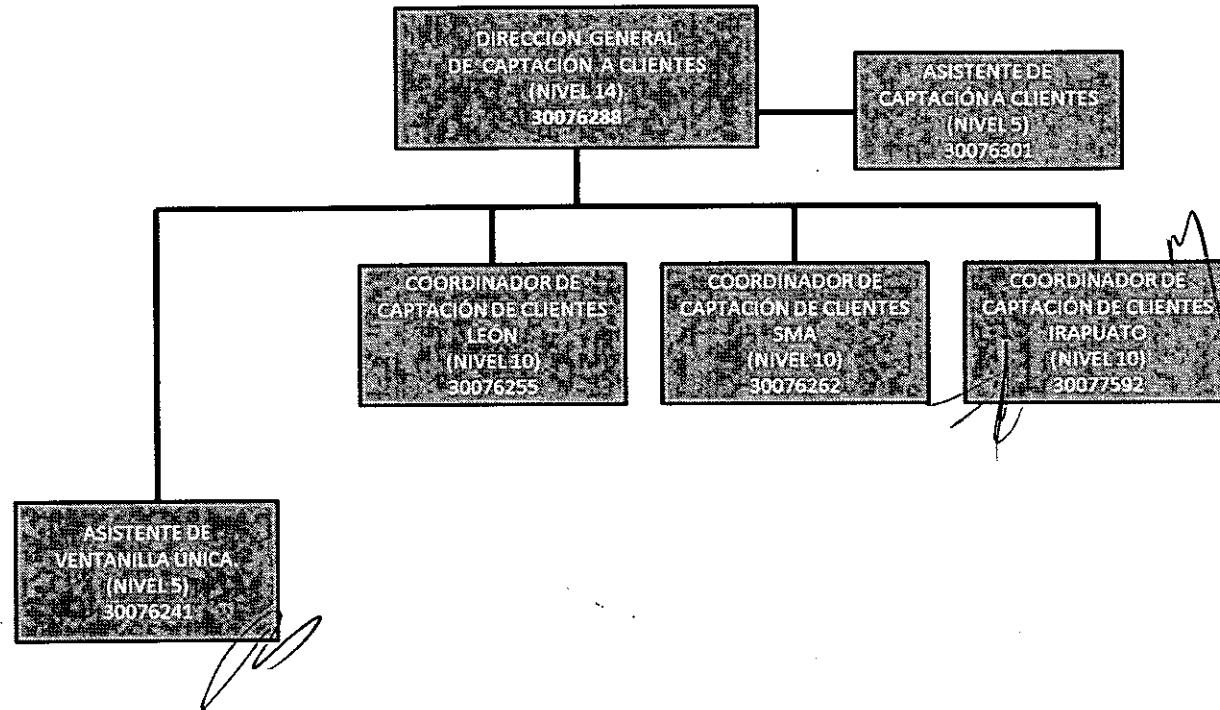 DIRECCIÓN GENERAL
DE CAPTACIÓN A CLIENTES
(NIVEL 14)
30076288
ASISTENTE DE
CAPTACIÓN A CLIENTES
(NIVEL 5)
30076301
COORDINADOR DE
CAPTACIÓN DE CLIENTES
LEÓN
(NIVEL 10)
30076255
COORDINADOR DE
CAPTACIÓN DE CLIENTES
SMA
(NIVEL 10)
30076262
COORDINADOR DE
CAPTACIÓN DE CLIENTES
IRAPUATO
(NIVEL 10)
30077592
ASISTENTE DE
VENTANILLA ÚNICA.
(NIVEL 5)
30076241